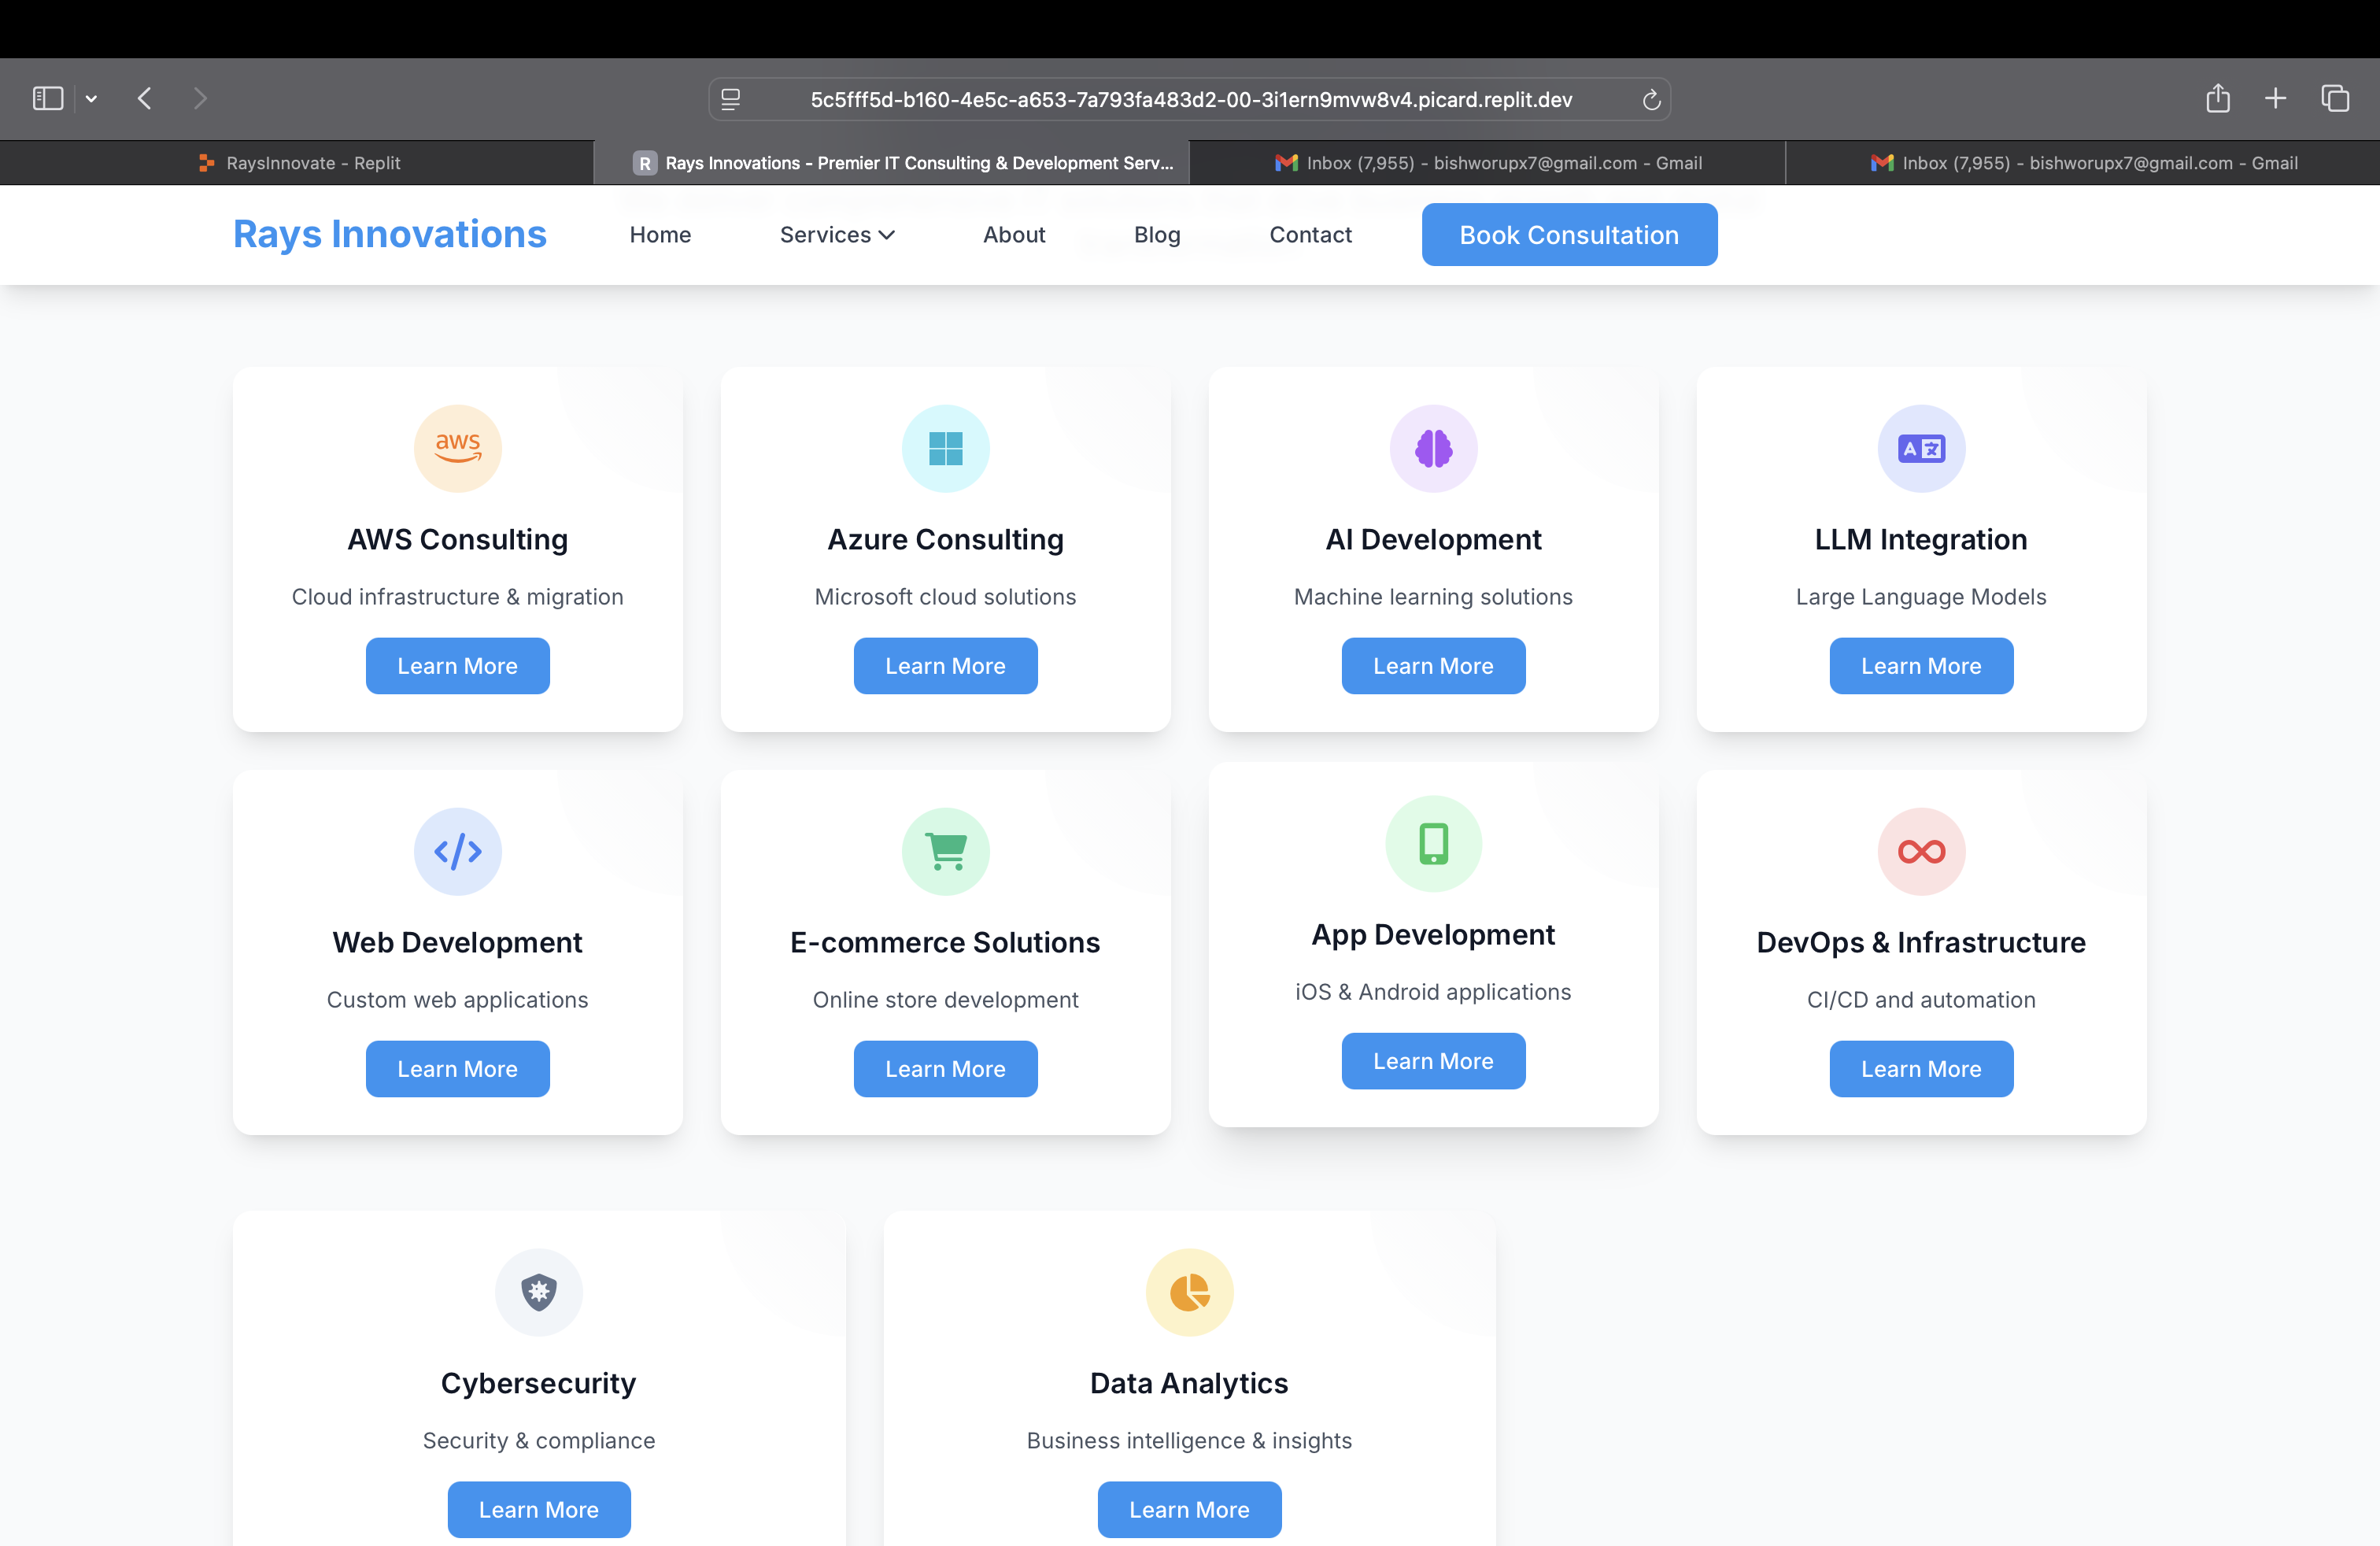 5c5fff5d-b160-4e5c-a653-7a793fa483d2-00-3i1ern9mvw8v4.picard.replit.dev
RaysInnovate - Replit
R Rays Innovations - Premier IT Consulting & Development Serv...
Inbox (7,955) - bishworupx7@gmail.com - Gmail
Inbox (7,955) - bishworupx7@gmail.com - Gmail
Rays Innovations
Home
Services
About
Blog
Contact
Book Consultation
aws
AWS Consulting
Cloud infrastructure & migration
Learn More
Azure Consulting
Microsoft cloud solutions
Learn More
AI Development
Machine learning solutions
Learn More
A 文
LLM Integration
Large Language Models
Learn More
Web Development
Custom web applications
Learn More
E-commerce Solutions
Online store development
Learn More
App Development
iOS & Android applications
Learn More
DevOps & Infrastructure
CI/CD and automation
Learn More
Cybersecurity
Security & compliance
Learn More
Data Analytics
Business intelligence & insights
Learn More